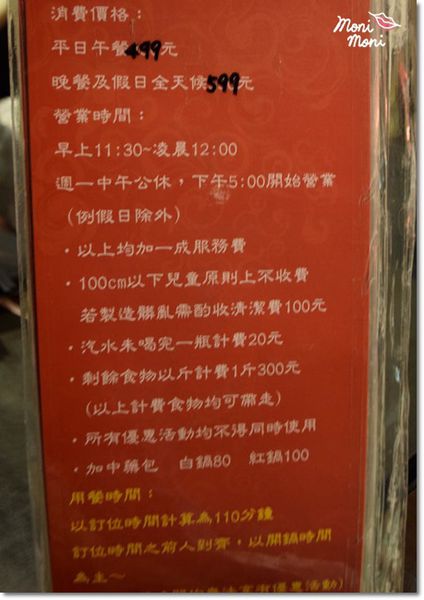 Moni
Moni
消費價格：
平日午餐499元
晚餐及假日全天候599元
營業時間：
早上11:30~凌晨12:00
週一中午公休，下午5:00開始營業
（例假日除外）
・以上均加一成服務費
・100cm以下兒童原則上不收費
若製造髒亂需酌收清潔費100元
・汽水未喝完一瓶計費20元
・剩餘食物以斤計費1斤300元
（以上計費食物均可帶走）
・所有優惠活動均不得同時使用
・加中藥包　白鍋80　紅鍋100
用餐時間：
以訂位時間計算為110分鐘
訂位時間之前人到齊，以開鍋時間
為主～
有優惠活動）